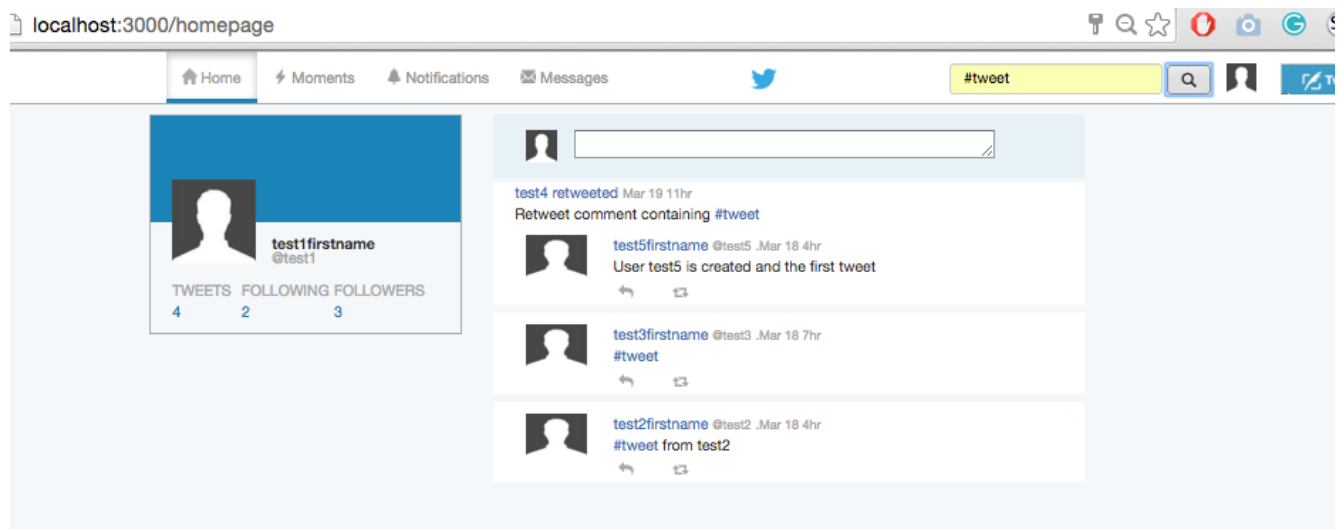 localhost:3000/homepage
Home Moments Notifications Messages #tweet
test1firstname
@test1
TWEETS FOLLOWING FOLLOWERS
4 2 3
test4 retweeted Mar 19 11hr
Retweet comment containing #tweet
test5firstname @test5 .Mar 18 4hr
User test5 is created and the first tweet
test3firstname @test3 .Mar 18 7hr
#tweet
test2firstname @test2 .Mar 18 4hr
#tweet from test2